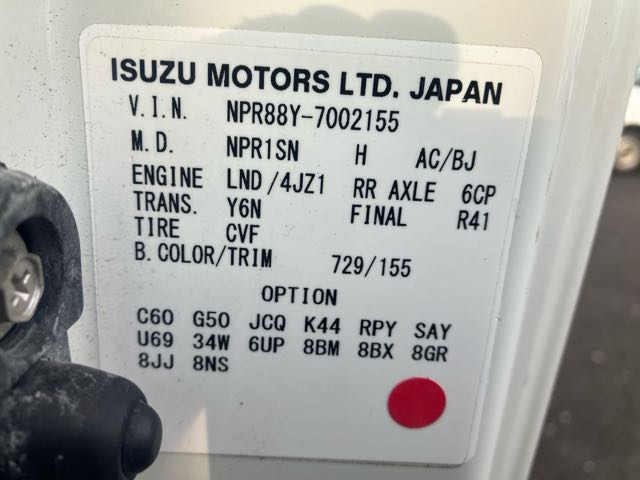 ISUZU MOTORS LTD. JAPAN
V.I.N. NPR88Y-7002155
M.D. NPR1SN H AC/BJ
ENGINE LND/4JZ1 RR AXLE 6CP
TRANS. Y6N FINAL R41
TIRE CVF
B.COLOR/TRIM 729/155
OPTION
C60 G50 JCQ K44 RPY SAY
U69 34W 6UP 8BM 8BX 8GR
8JJ 8NS